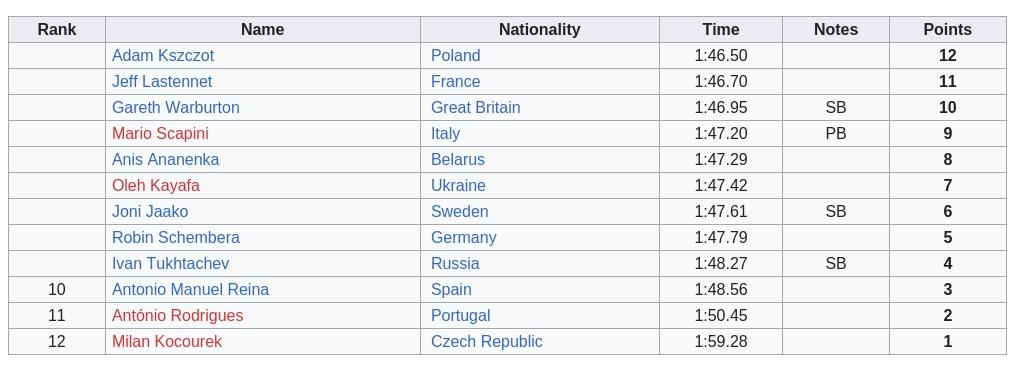 Rank Name Nationality Time Notes Points
Adam Kszczot Poland 1:46.50 12
Jeff Lastennet France 1:46.70 11
Gareth Warburton Great Britain 1:46.95 SB 10
Mario Scapini Italy 1:47.20 PB 9
Anis Ananenka Belarus 1:47.29 8
Oleh Kayafa Ukraine 1:47.42 7
Joni Jaako Sweden 1:47.61 SB 6
Robin Schembera Germany 1:47.79 5
Ivan Tukhtachev Russia 1:48.27 SB 4
10 Antonio Manuel Reina Spain 1:48.56 3
11 António Rodrigues Portugal 1:50.45 2
12 Milan Kocourek Czech Republic 1:59.28 1